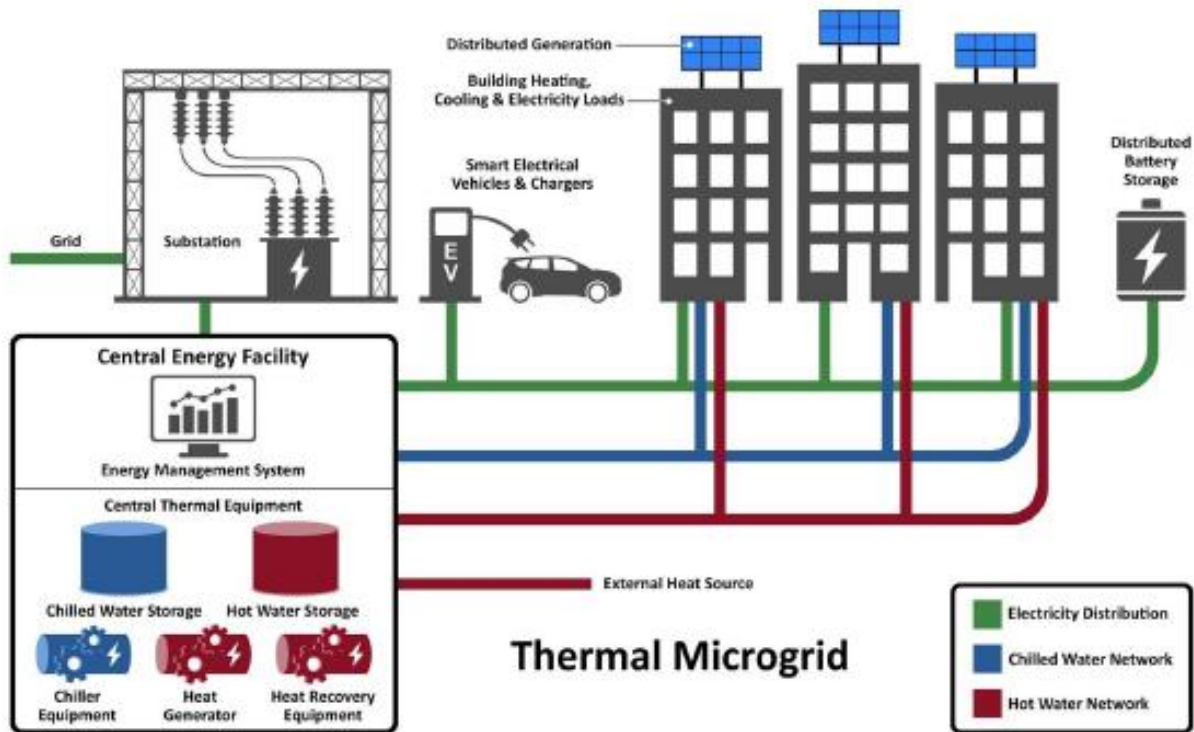 Distributed Generation
Building Heating,
Cooling & Electricity Loads
Smart Electrical
Vehicles & Chargers
Distributed
Battery
Storage
Grid
Substation
E
V
Central Energy Facility
Energy Management System
Central Thermal Equipment
Chilled Water Storage
Hot Water Storage
Chiller
Equipment
Heat
Generator
Heat Recovery
Equipment
External Heat Source
Thermal Microgrid
Electricity Distribution
Chilled Water Network
Hot Water Network